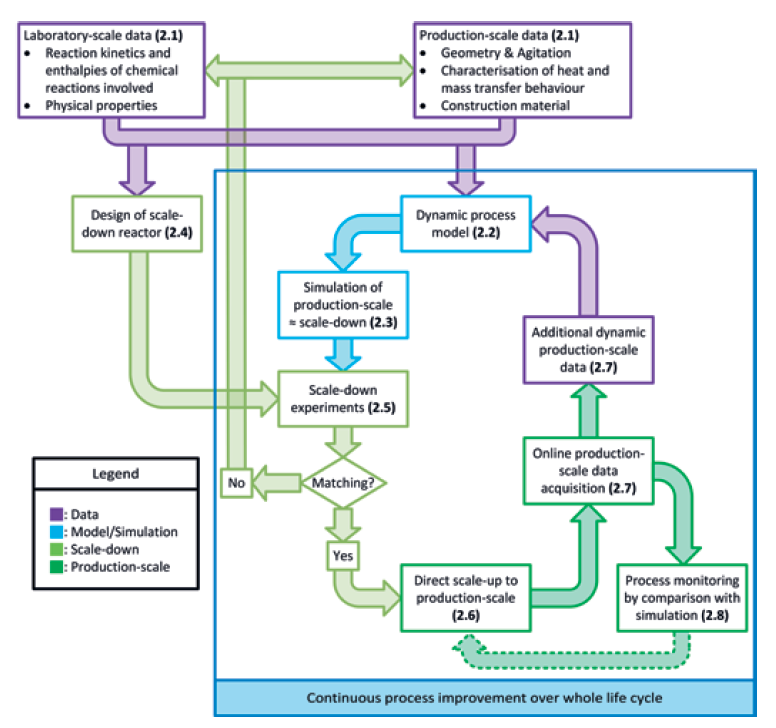 Laboratory-scale data (2.1)
• Reaction kinetics and
enthalpies of chemical
reactions involved
• Physical properties
Production-scale data (2.1)
• Geometry & Agitation
• Characterisation of heat and
mass transfer behaviour
• Construction material
Design of scale-
down reactor (2.4)
Dynamic process
model (2.2)
Simulation of
production-scale
≈ scale-down (2.3)
Additional dynamic
production-scale
data (2.7)
Scale-down
experiments (2.5)
Online production-
scale data
acquisition (2.7)
Legend
: Data
: Model/Simulation
: Scale-down
: Production-scale
No
Matching?
Yes
Direct scale-up to
production-scale
(2.6)
Process monitoring
by comparison with
simulation (2.8)
Continuous process improvement over whole life cycle